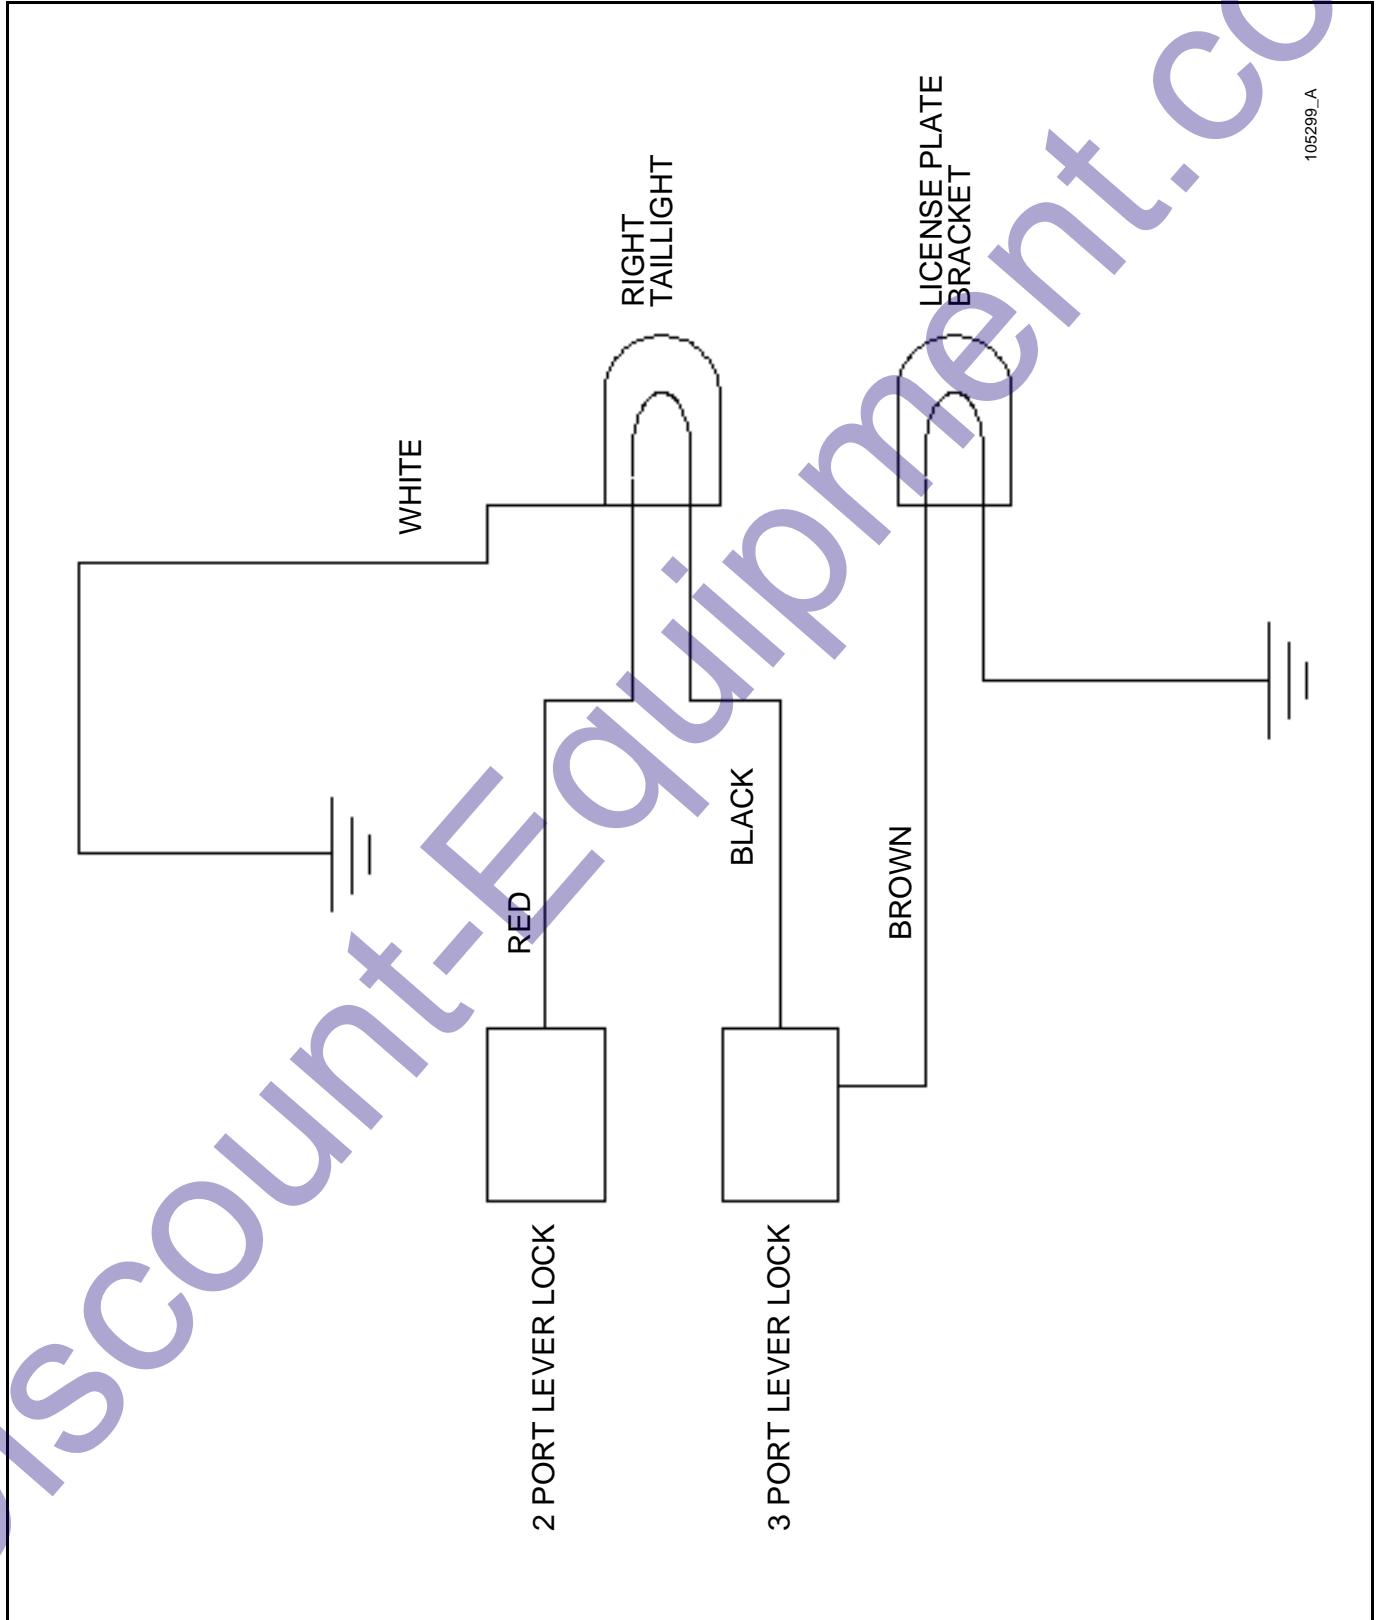 WHITE
RIGHT
TAILLIGHT
LICENSE PLATE
BRACKET
RED
BLACK
BROWN
2 PORT LEVER LOCK
3 PORT LEVER LOCK
105299_A
iscount-Equipment.co